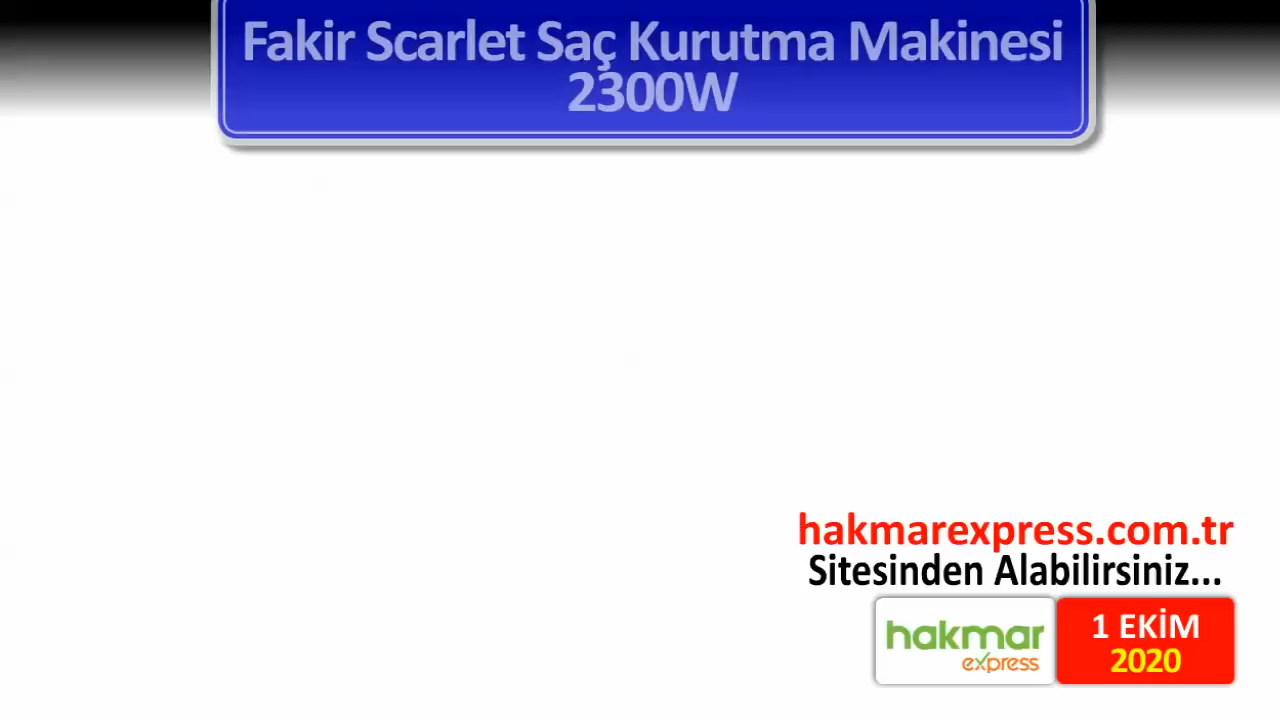 Fakir Scarlet Saç Kurutma Makinesi
2300W
hakmarexpress.com.tr
Sitesinden Alabilirsiniz...
hakmar
express
1 EKİM
2020